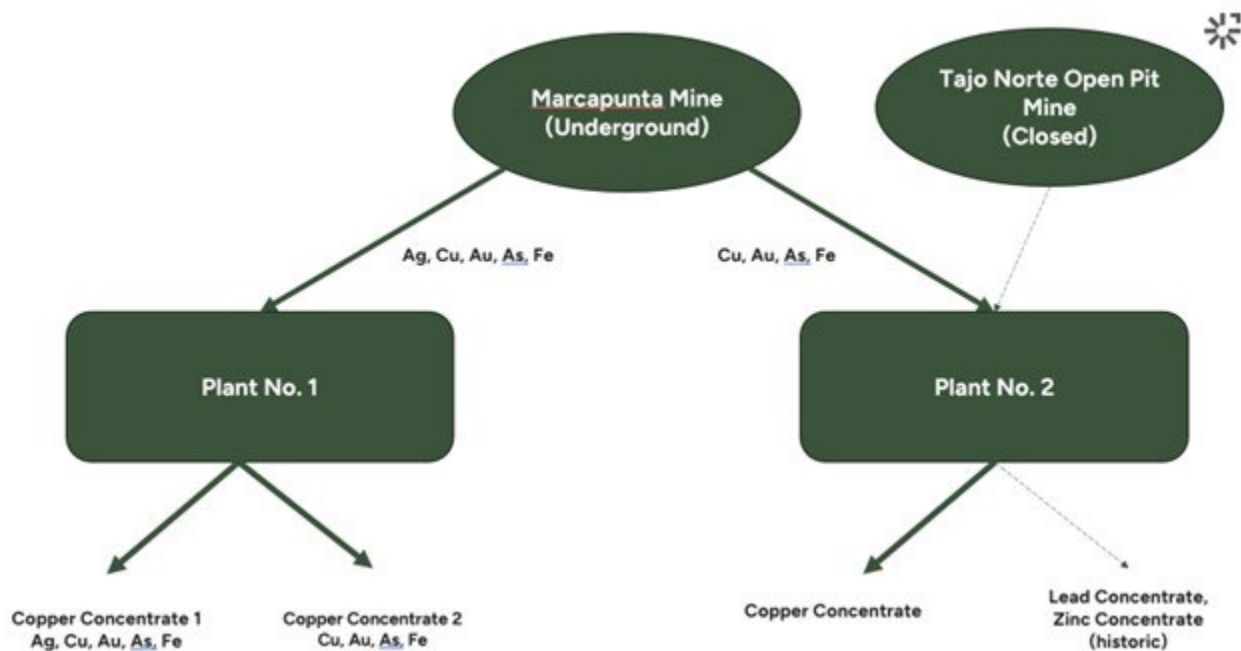 Marcapunta Mine
(Underground)
Tajo Norte Open Pit
Mine
(Closed)
Ag, Cu, Au, As, Fe
Cu, Au, As, Fe
Plant No. 1
Plant No. 2
Copper Concentrate 1
Ag, Cu, Au, As, Fe
Copper Concentrate 2
Cu, Au, As, Fe
Copper Concentrate
Lead Concentrate,
Zinc Concentrate
(historic)